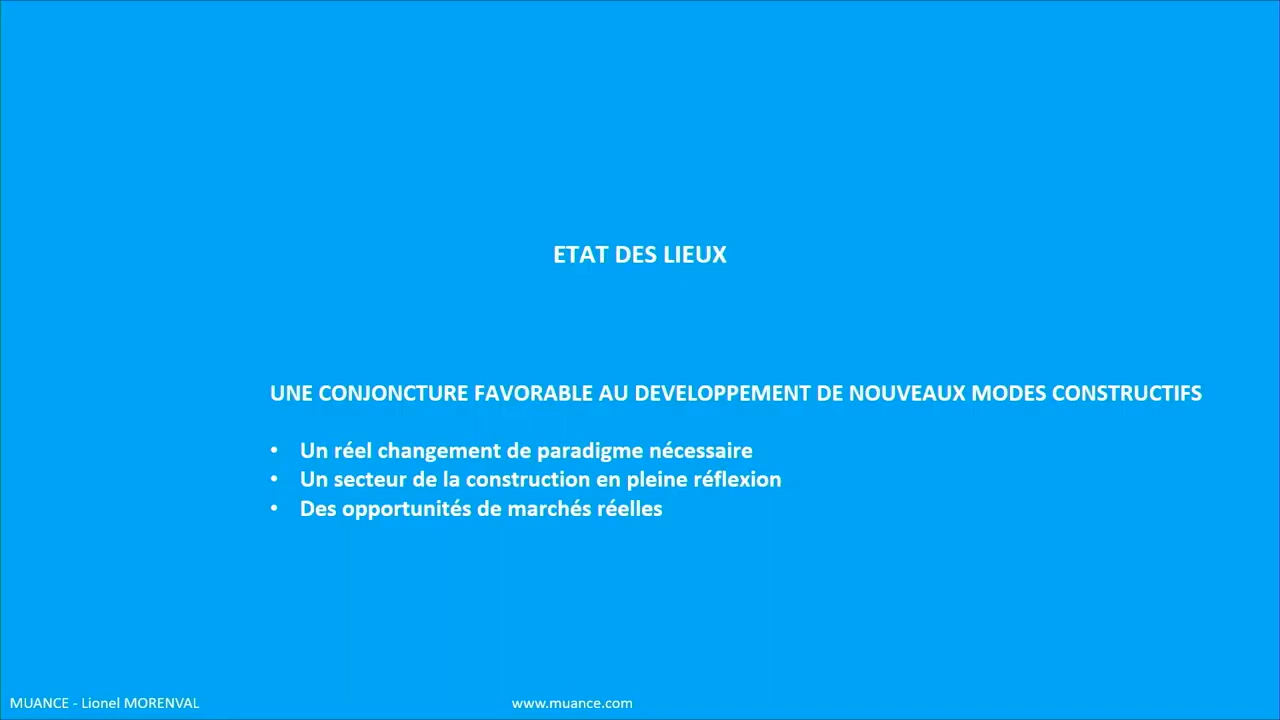 ETAT DES LIEUX
UNE CONJONCTURE FAVORABLE AU DEVELOPPEMENT DE NOUVEAUX MODES CONSTRUCTIFS
• Un réel changement de paradigme nécessaire
• Un secteur de la construction en pleine réflexion
• Des opportunités de marchés réelles
MUANCE - Lionel MORENVAL www.muance.com